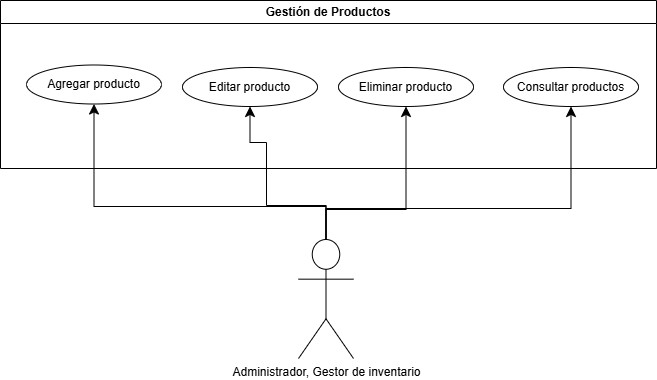 Gestión de Productos
Agregar producto
Editar producto
Eliminar producto
Consultar productos
Administrador, Gestor de inventario